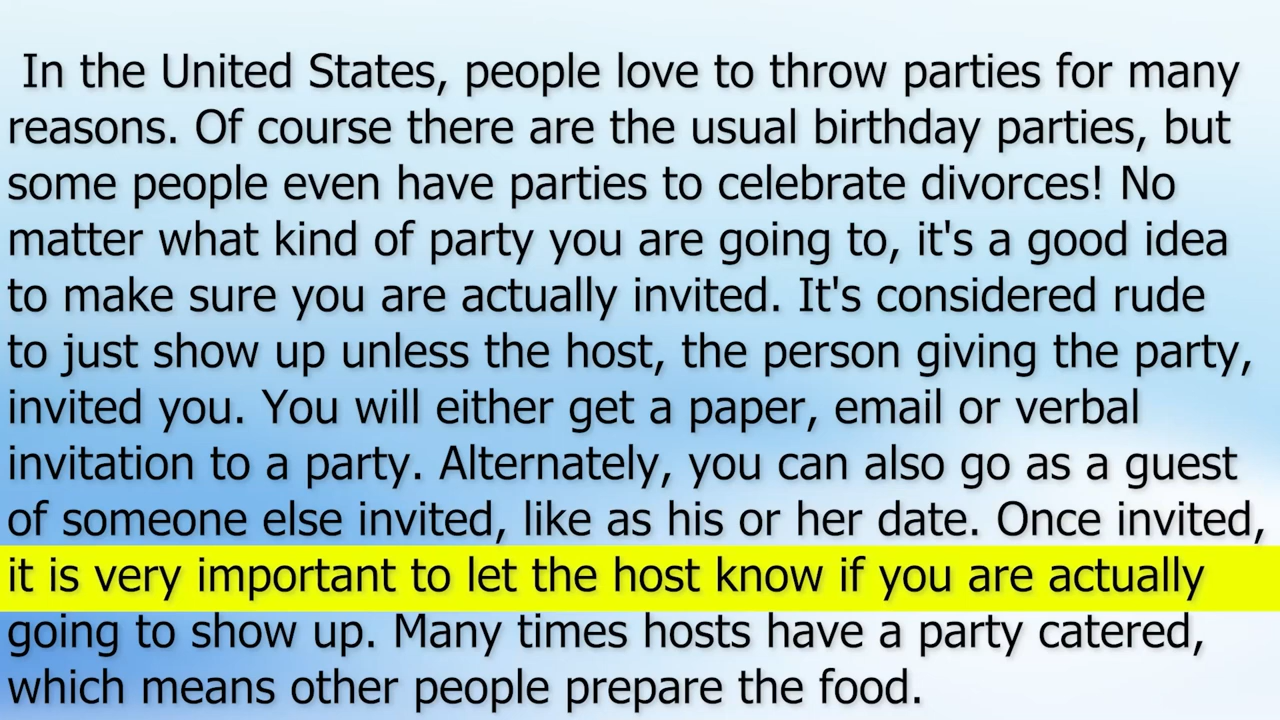 In the United States, people love to throw parties for many
reasons. Of course there are the usual birthday parties, but
some people even have parties to celebrate divorces! No
matter what kind of party you are going to, it's a good idea
to make sure you are actually invited. It's considered rude
to just show up unless the host, the person giving the party,
invited you. You will either get a paper, email or verbal
invitation to a party. Alternately, you can also go as a guest
of someone else invited, like as his or her date. Once invited,
it is very important to let the host know if you are actually
going to show up. Many times hosts have a party catered,
which means other people prepare the food.